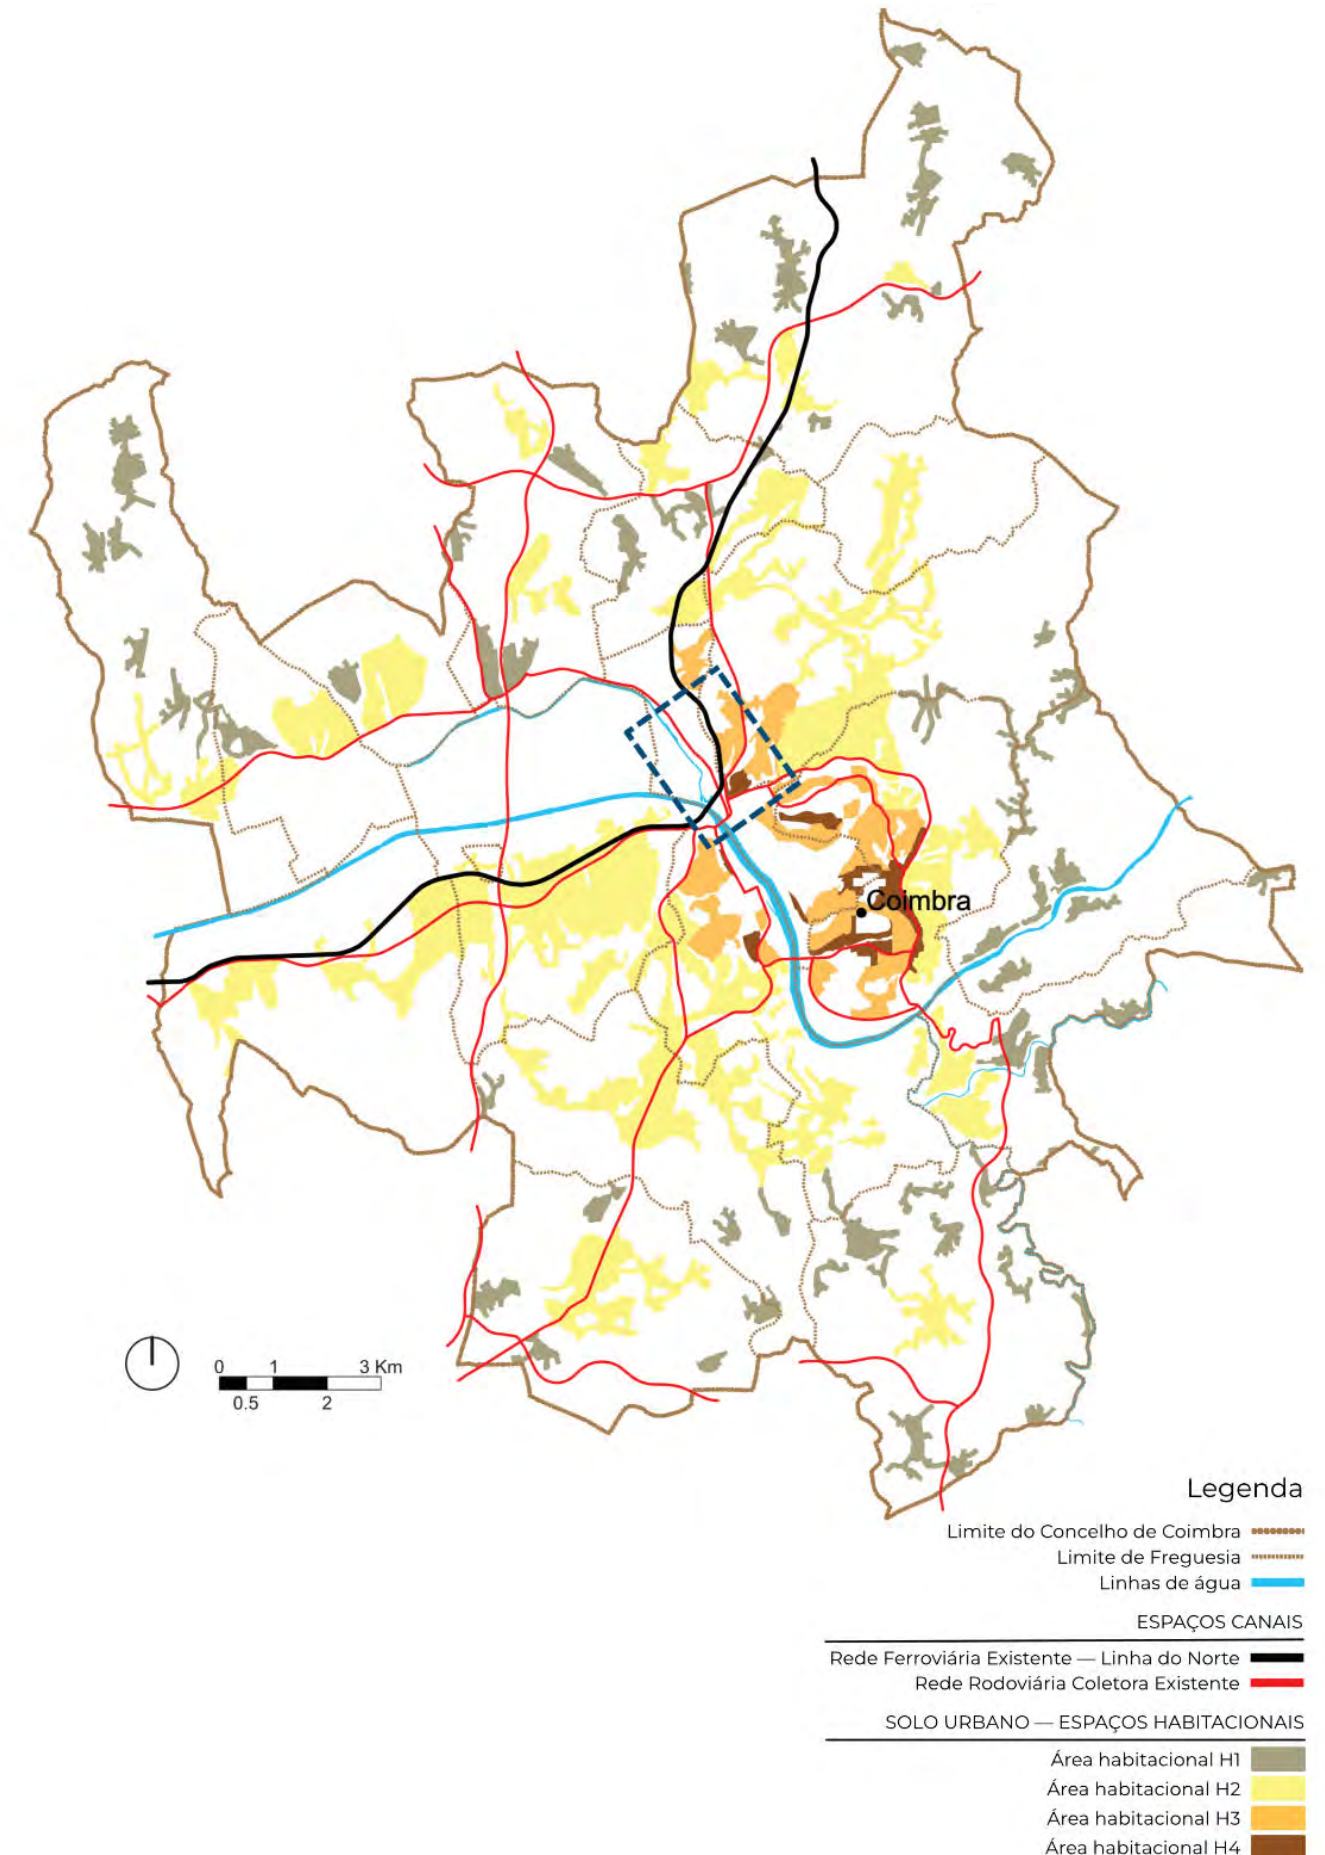 Coimbra
0 1 3 Km
0.5 2
Legenda
Limite do Concelho de Coimbra
Limite de Freguesia
Linhas de água
ESPAÇOS CANAIS
Rede Ferroviária Existente — Linha do Norte
Rede Rodoviária Coletora Existente
SOLO URBANO — ESPAÇOS HABITACIONAIS
Área habitacional H1
Área habitacional H2
Área habitacional H3
Área habitacional H4